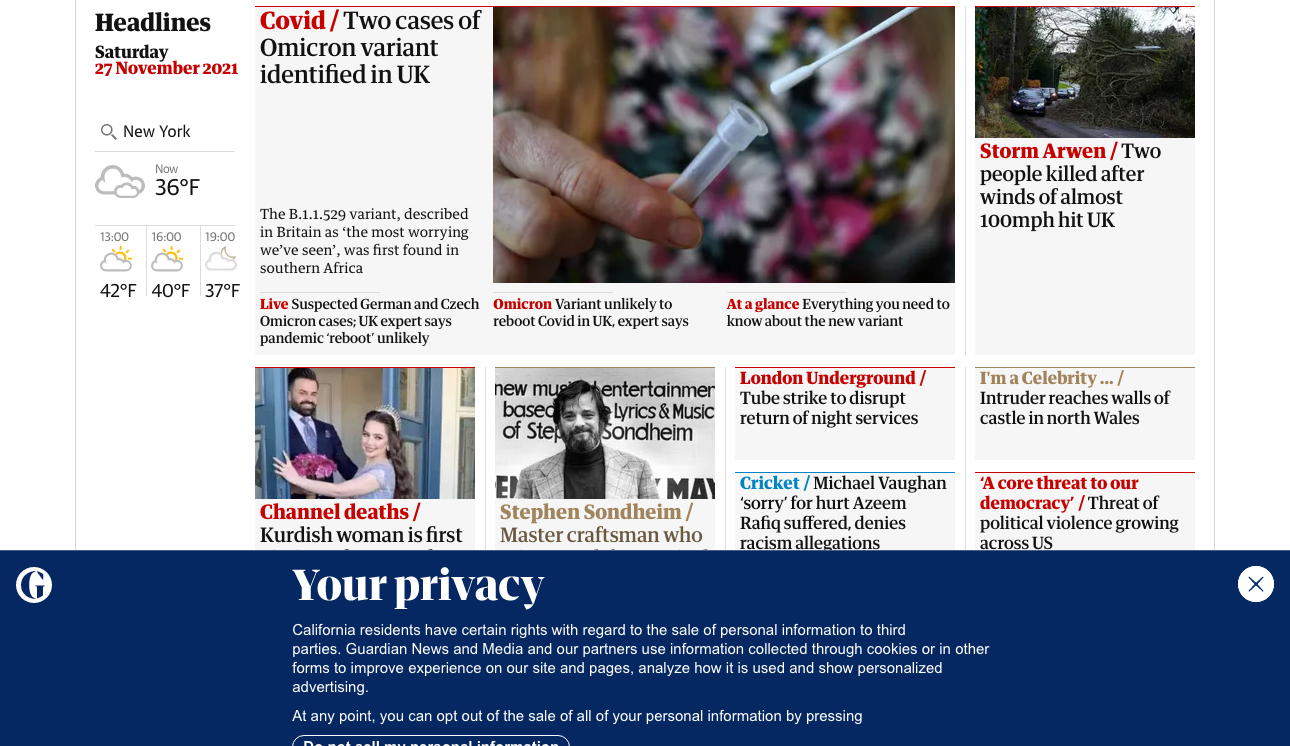 Headlines
Saturday
27 November 2021
New York
Now
36°F
13:00
16:00
19:00
42°F
40°F
37°F
Covid / Two cases of
Omicron variant
identified in UK
The B.1.1.529 variant, described
in Britain as ‘the most worrying
we’ve seen’, was first found in
southern Africa
Live Suspected German and Czech
Omicron cases; UK expert says
pandemic ‘reboot’ unlikely
Omicron Variant unlikely to
reboot Covid in UK, expert says
At a glance Everything you need to
know about the new variant
Storm Arwen / Two
people killed after
winds of almost
100mph hit UK
Channel deaths /
Kurdish woman is first
new musical entertainmen
based Lyrics & Music
of Stephen Sondheim
MAY
Stephen Sondheim /
Master craftsman who
London Underground /
Tube strike to disrupt
return of night services
Cricket / Michael Vaughan
‘sorry’ for hurt Azeem
Rafiq suffered, denies
racism allegations
I'm a Celebrity ... /
Intruder reaches walls of
castle in north Wales
‘A core threat to our
democracy’ / Threat of
political violence growing
across US
G
Your privacy
California residents have certain rights with regard to the sale of personal information to third
parties. Guardian News and Media and our partners use information collected through cookies or in other
forms to improve experience on our site and pages, analyze how it is used and show personalized
advertising.
At any point, you can opt out of the sale of all of your personal information by pressing
Do not sell my personal information